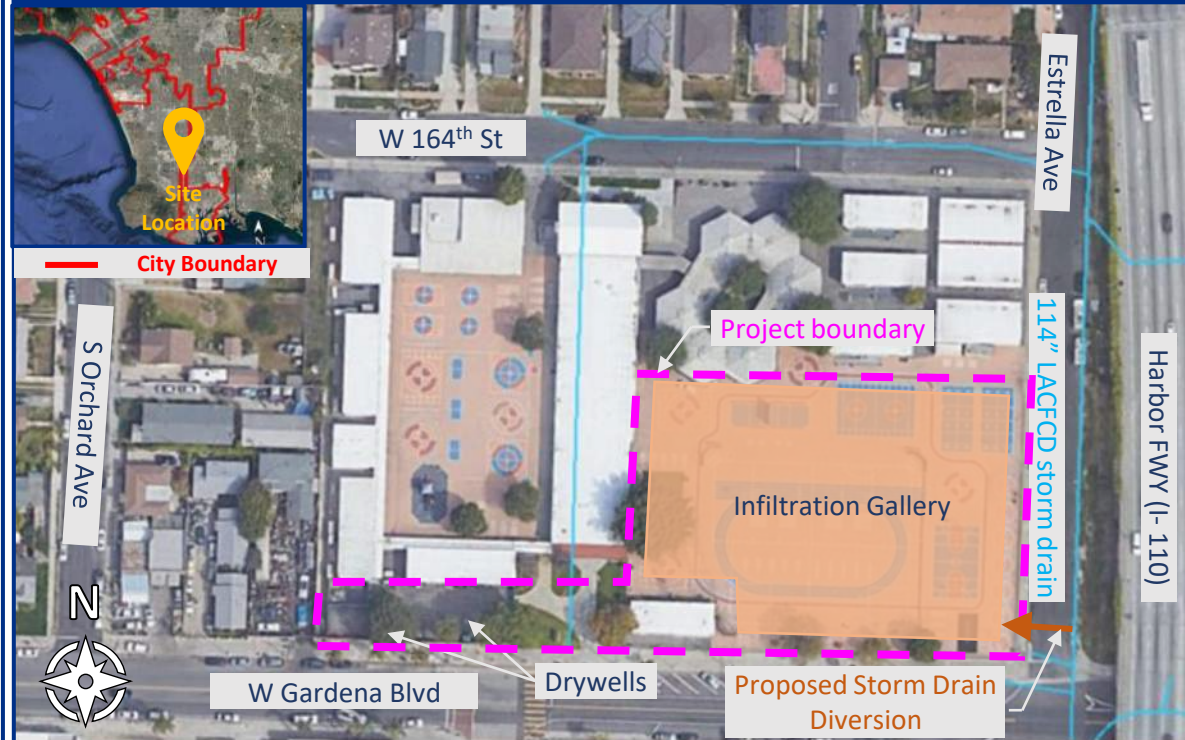 Site
Location
N
City Boundary
W 164th St
Estrella Ave
S Orchard Ave
Project boundary
114” LACFCD storm drain
Harbor FWY (I- 110)
Infiltration Gallery
N
Drywells
W Gardena Blvd
Proposed Storm Drain
Diversion